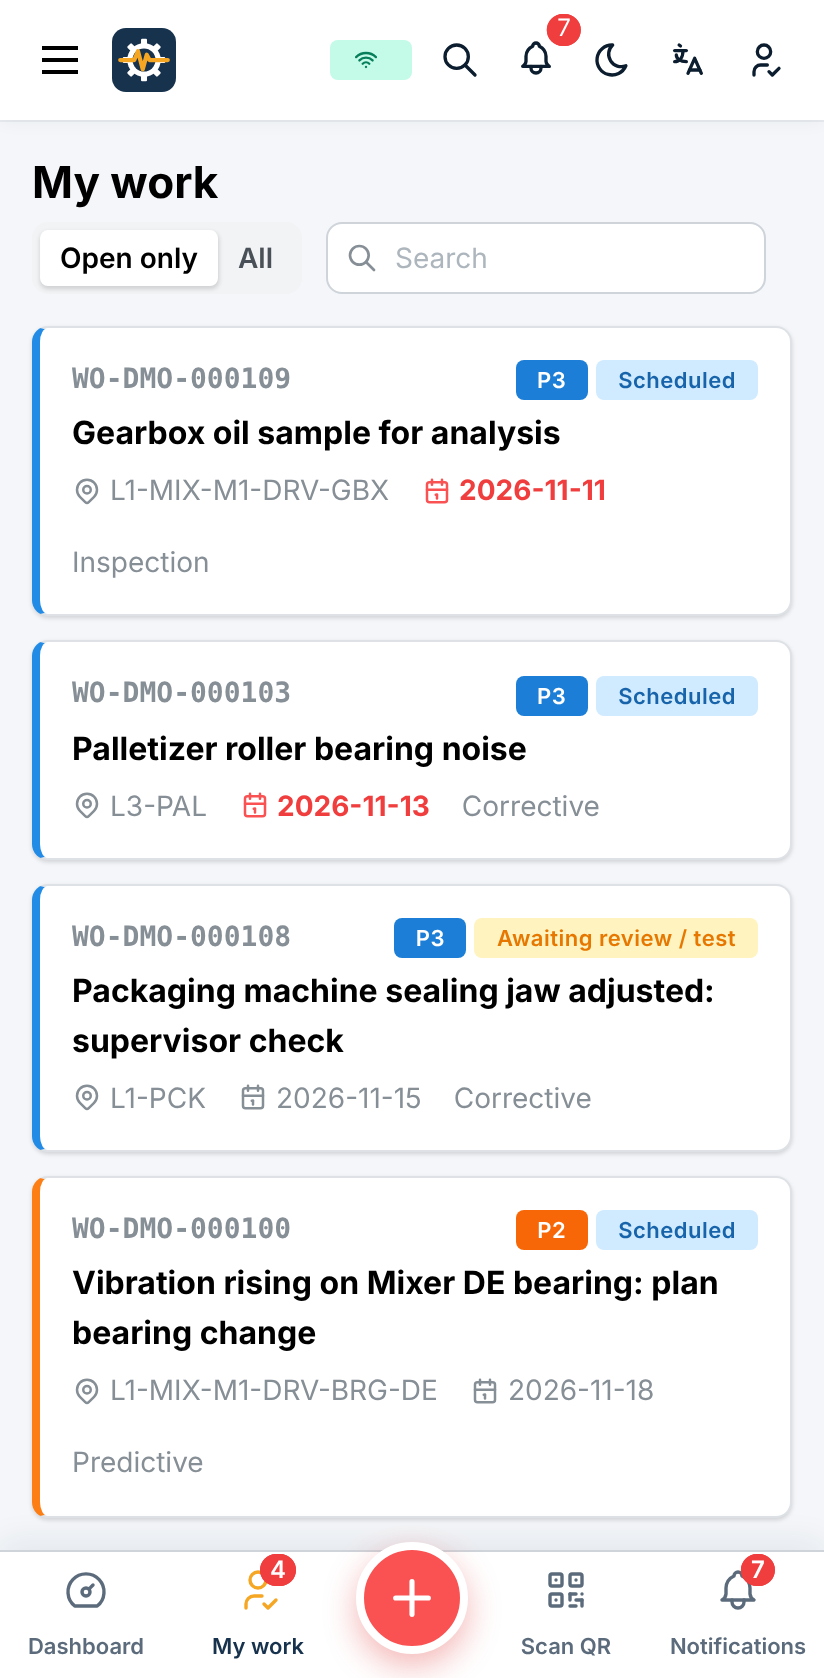 7
My work
Open only All Search
WO-DMO-000109 P3 Scheduled
Gearbox oil sample for analysis
L1-MIX-M1-DRV-GBX 2026-11-11
Inspection
WO-DMO-000103 P3 Scheduled
Palletizer roller bearing noise
L3-PAL 2026-11-13 Corrective
WO-DMO-000108 P3 Awaiting review / test
Packaging machine sealing jaw adjusted:
supervisor check
L1-PCK 2026-11-15 Corrective
WO-DMO-000100 P2 Scheduled
Vibration rising on Mixer DE bearing: plan
bearing change
L1-MIX-M1-DRV-BRG-DE 2026-11-18
Predictive
4 7
Dashboard My work Scan QR Notifications